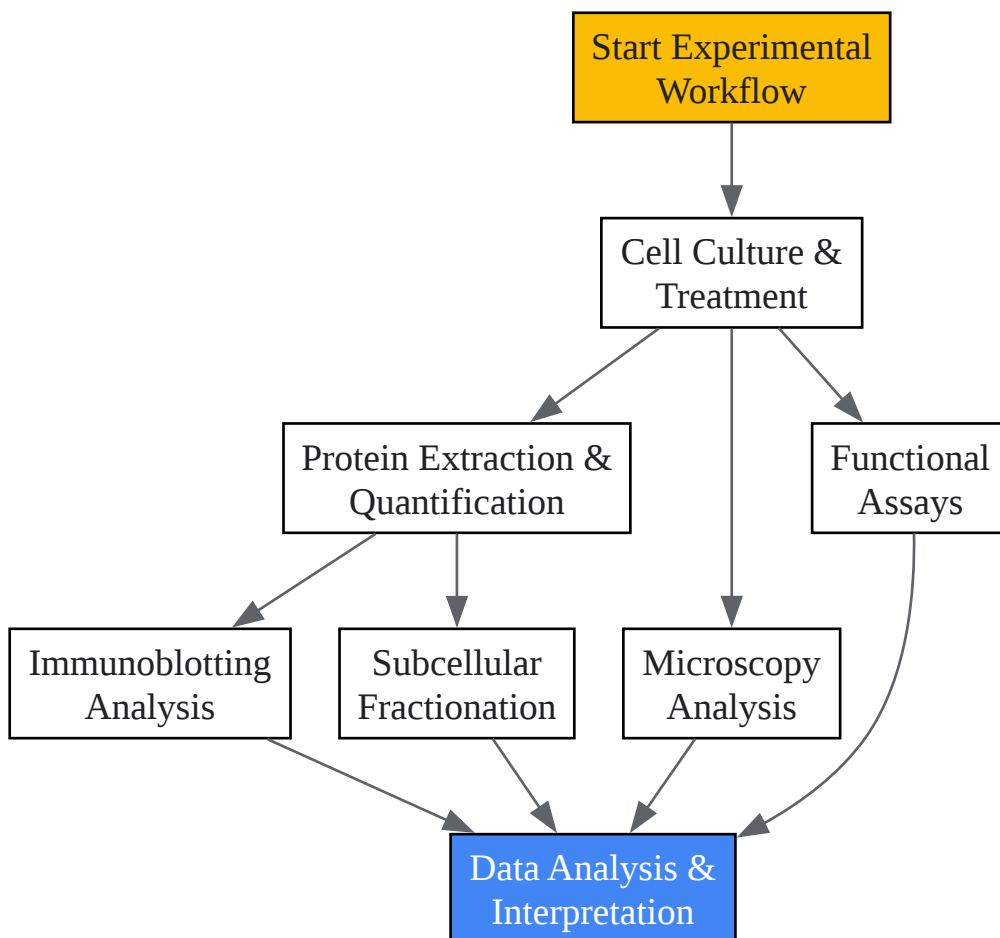 Start Experimental
Workflow
Cell Culture &
Treatment
Protein Extraction &
Quantification
Functional
Assays
Immunoblotting
Analysis
Subcellular
Fractionation
Microscopy
Analysis
Data Analysis &
Interpretation